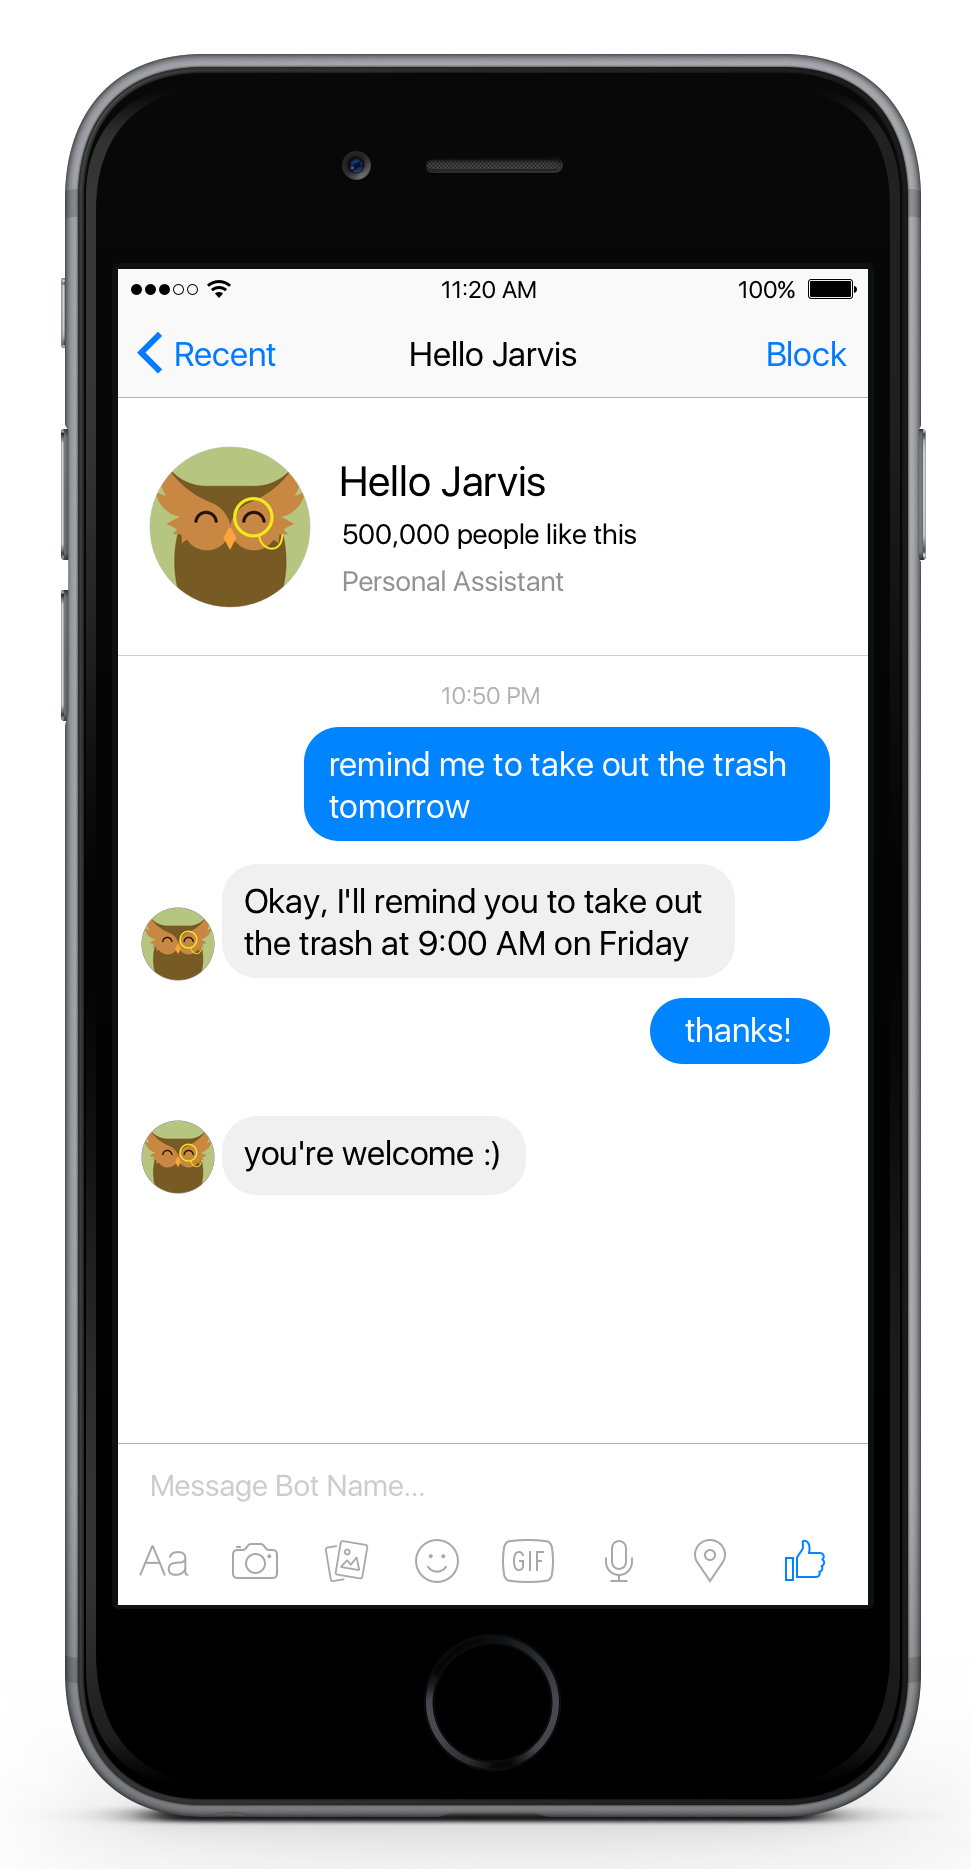 11:20 AM 100%
Recent Hello Jarvis Block
Hello Jarvis
500,000 people like this
Personal Assistant
10:50 PM
remind me to take out the trash
tomorrow
Okay, I'll remind you to take out
the trash at 9:00 AM on Friday
thanks!
you're welcome :)
Message Bot Name...
Aa GIF